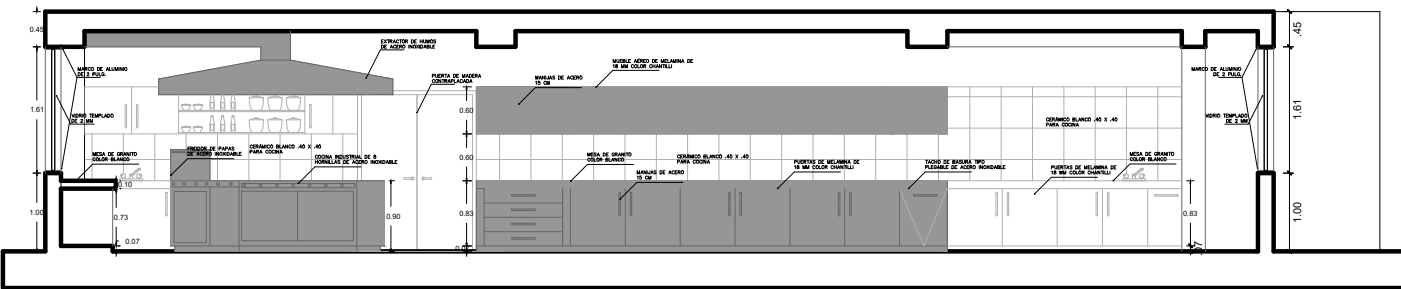 0.45
1.61
1.00
MARCO DE ALUMINIO
DE 2 PULG.
VIDRIO TEMPLADO
DE 2 MM
MESA DE GRANITO
COLOR BLANCO
0.10
0.73
0.07
EXTRACTOR DE HUMOS
DE ACERO INOXIDABLE
PUERTA DE MADERA
CONTRAPLACADA
FREIDOR DE PAPAS
DE ACERO INOXIDABLE
CERÁMICO BLANCO .40 X .40
PARA COCINA
COCINA INDUSTRIAL DE 6
HORNILLAS DE ACERO INOXIDABLE
0.90
0.60
0.60
0.83
MANIJAS DE ACERO
15 CM
MUEBLE AÉREO DE MELAMINA DE
18 MM COLOR CHANTILLI
MESA DE GRANITO
COLOR BLANCO
MANIJAS DE ACERO
15 CM
CERÁMICO BLANCO .40 X .40
PARA COCINA
PUERTAS DE MELAMINA DE
18 MM COLOR CHANTILLI
TACHO DE BASURA TIPO
PLEGABLE DE ACERO INOXIDABLE
CERÁMICO BLANCO .40 X .40
PARA COCINA
PUERTAS DE MELAMINA DE
18 MM COLOR CHANTILLI
MESA DE GRANITO
COLOR BLANCO
MARCO DE ALUMINIO
DE 2 PULG.
VIDRIO TEMPLADO
DE 2 MM
0.83
.45
1.61
1.00